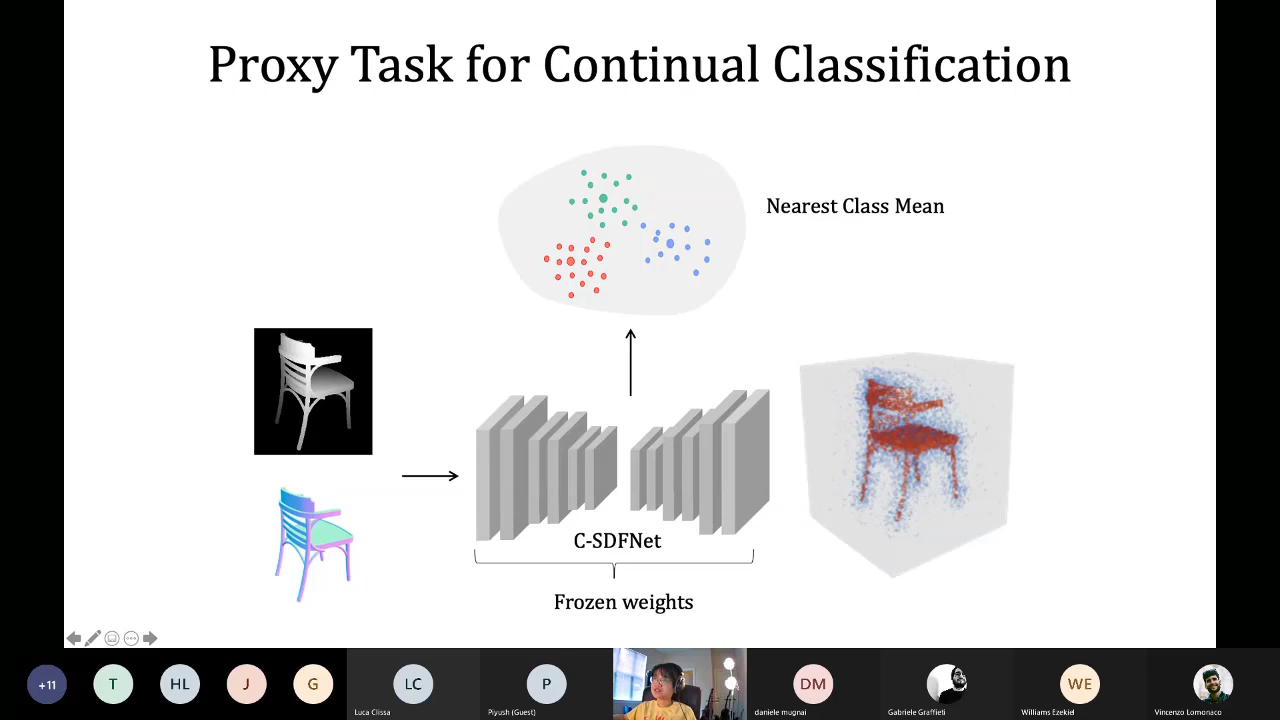 Proxy Task for Continual Classification
Nearest Class Mean
C-SDFNet
Frozen weights
+11
T
HL
J
G
LC
Luca Clissa
P
Piyush (Guest)
DM
daniele mugnai
Gabriele Graffieti
WE
Williams Ezekiel
Vincenzo Lomonaco